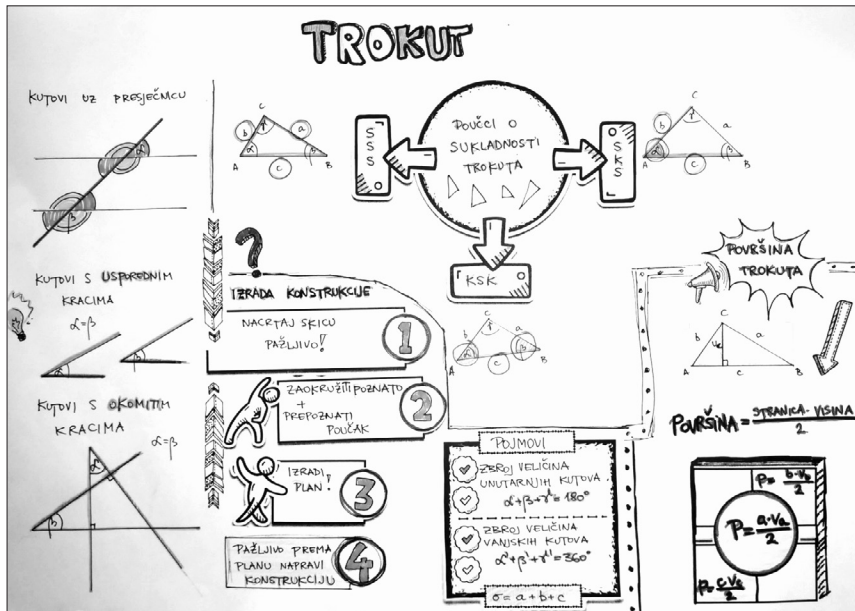 TROKUT
KUTOVI UZ PRESJEČNICU
α
β
KUTOVI S USPOREDNIM
KRACIMA
α=β
α
β
KUTOVI S OKOMITIM
KRACIMA
α=β
α
β
C
b
γ
a
α
β
A
c
B
SSS
POUČCI O
SUKLADNOSTI
TROKUTA
SKS
KSK
C
b
γ
a
α
β
A
c
B
?
IZRADA KONSTRUKCIJE
NACRTAJ SKICU
PAŽLJIVO!
1
ZAOKRUŽITI POZNATO
+
PREPOZNATI
POUČAK
2
IZRADI
PLAN!
3
PAŽLJIVO PREMA
PLANU NAPRAVI
KONSTRUKCIJU
4
C
b
γ
a
α
β
A
c
B
POJMOVI
ZBROJ VELIČINA
UNUTARNJIH KUTOVA
α+β+γ=180°
ZBROJ VELIČINA
VANJSKIH KUTOVA
α'+β'+γ'=360°
σ=a+b+c
POVRŠINA
TROKUTA
C
b
a
A
c
B
POVRŠINA = STRANICA · VISINA
2
P= b·vb
2
P= a·va
2
P= c·vc
2